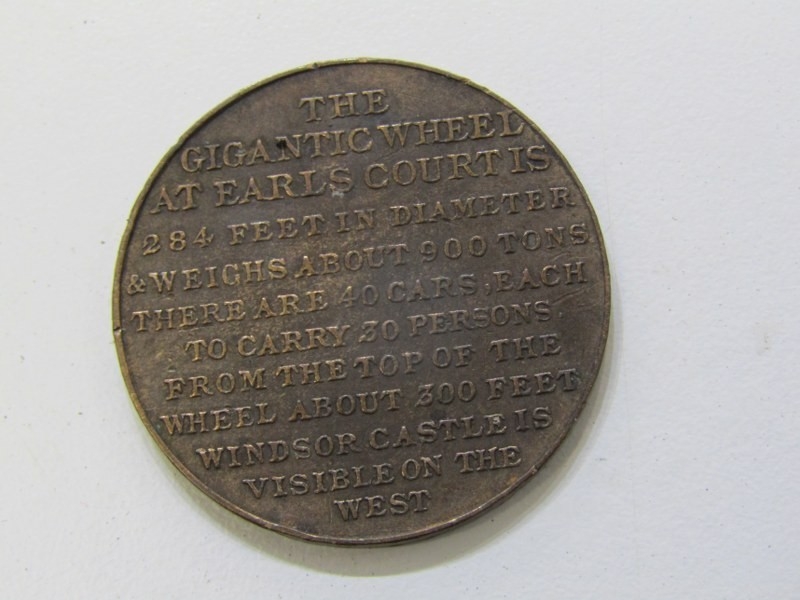 THE
GIGANTIC WHEEL
AT EARLS COURT IS
284 FEET IN DIAMETER
& WEIGHS ABOUT 900 TONS
THERE ARE 40 CARS, EACH
TO CARRY 30 PERSONS.
FROM THE TOP OF THE
WHEEL ABOUT 300 FEET
WINDSOR CASTLE IS
VISIBLE ON THE
WEST